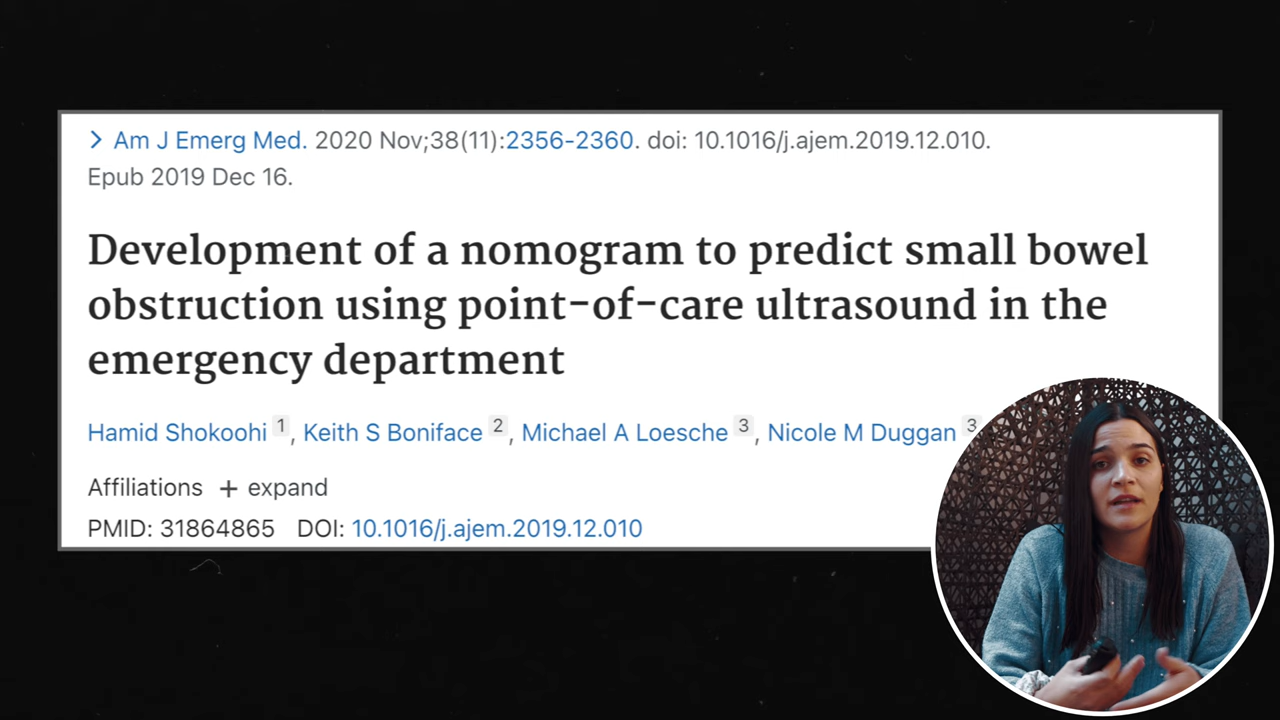 > Am J Emerg Med. 2020 Nov;38(11):2356-2360. doi: 10.1016/j.ajem.2019.12.010.
Epub 2019 Dec 16.
Development of a nomogram to predict small bowel
obstruction using point-of-care ultrasound in the
emergency department
Hamid Shokoohi 1, Keith S Boniface 2, Michael A Loesche 3, Nicole M Duggan 3
Affiliations + expand
PMID: 31864865 DOI: 10.1016/j.ajem.2019.12.010